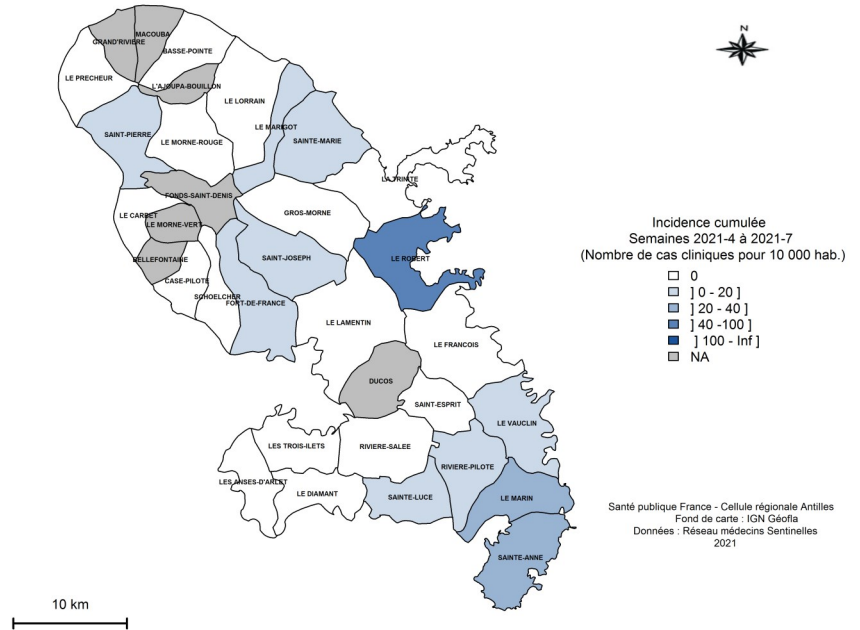 MACOUBA
GRAND'RIVIERE
BASSE-POINTE
LE PRECHEUR
L'AJOUPA-BOUILLON
LE LORRAIN
LE MARIGOT
SAINT-PIERRE
SAINTE-MARIE
LE MORNE-ROUGE
LA TRINITE
FONDS-SAINT-DENIS
LE CARBET
GROS-MORNE
LE MORNE-VERT
BELLEFONTAINE
SAINT-JOSEPH
LE ROBERT
CASE-PILOTE
SCHOELCHER
FORT-DE-FRANCE
LE LAMENTIN
LE FRANCOIS
DUCOS
SAINT-ESPRIT
LE VAUCLIN
LES TROIS-ILETS
RIVIERE-SALEE
RIVIERE-PILOTE
LES ANSES-D'ARLET
LE DIAMANT
SAINTE-LUCE
LE MARIN
SAINTE-ANNE
Incidence cumulée
Semaines 2021-4 à 2021-7
(Nombre de cas cliniques pour 10 000 hab.)
0
] 0 - 20 ]
] 20 - 40 ]
] 40 -100 ]
] 100 - Inf ]
NA
Santé publique France - Cellule régionale Antilles
Fond de carte : IGN Géofla
Données : Réseau médecins Sentinelles
2021
10 km